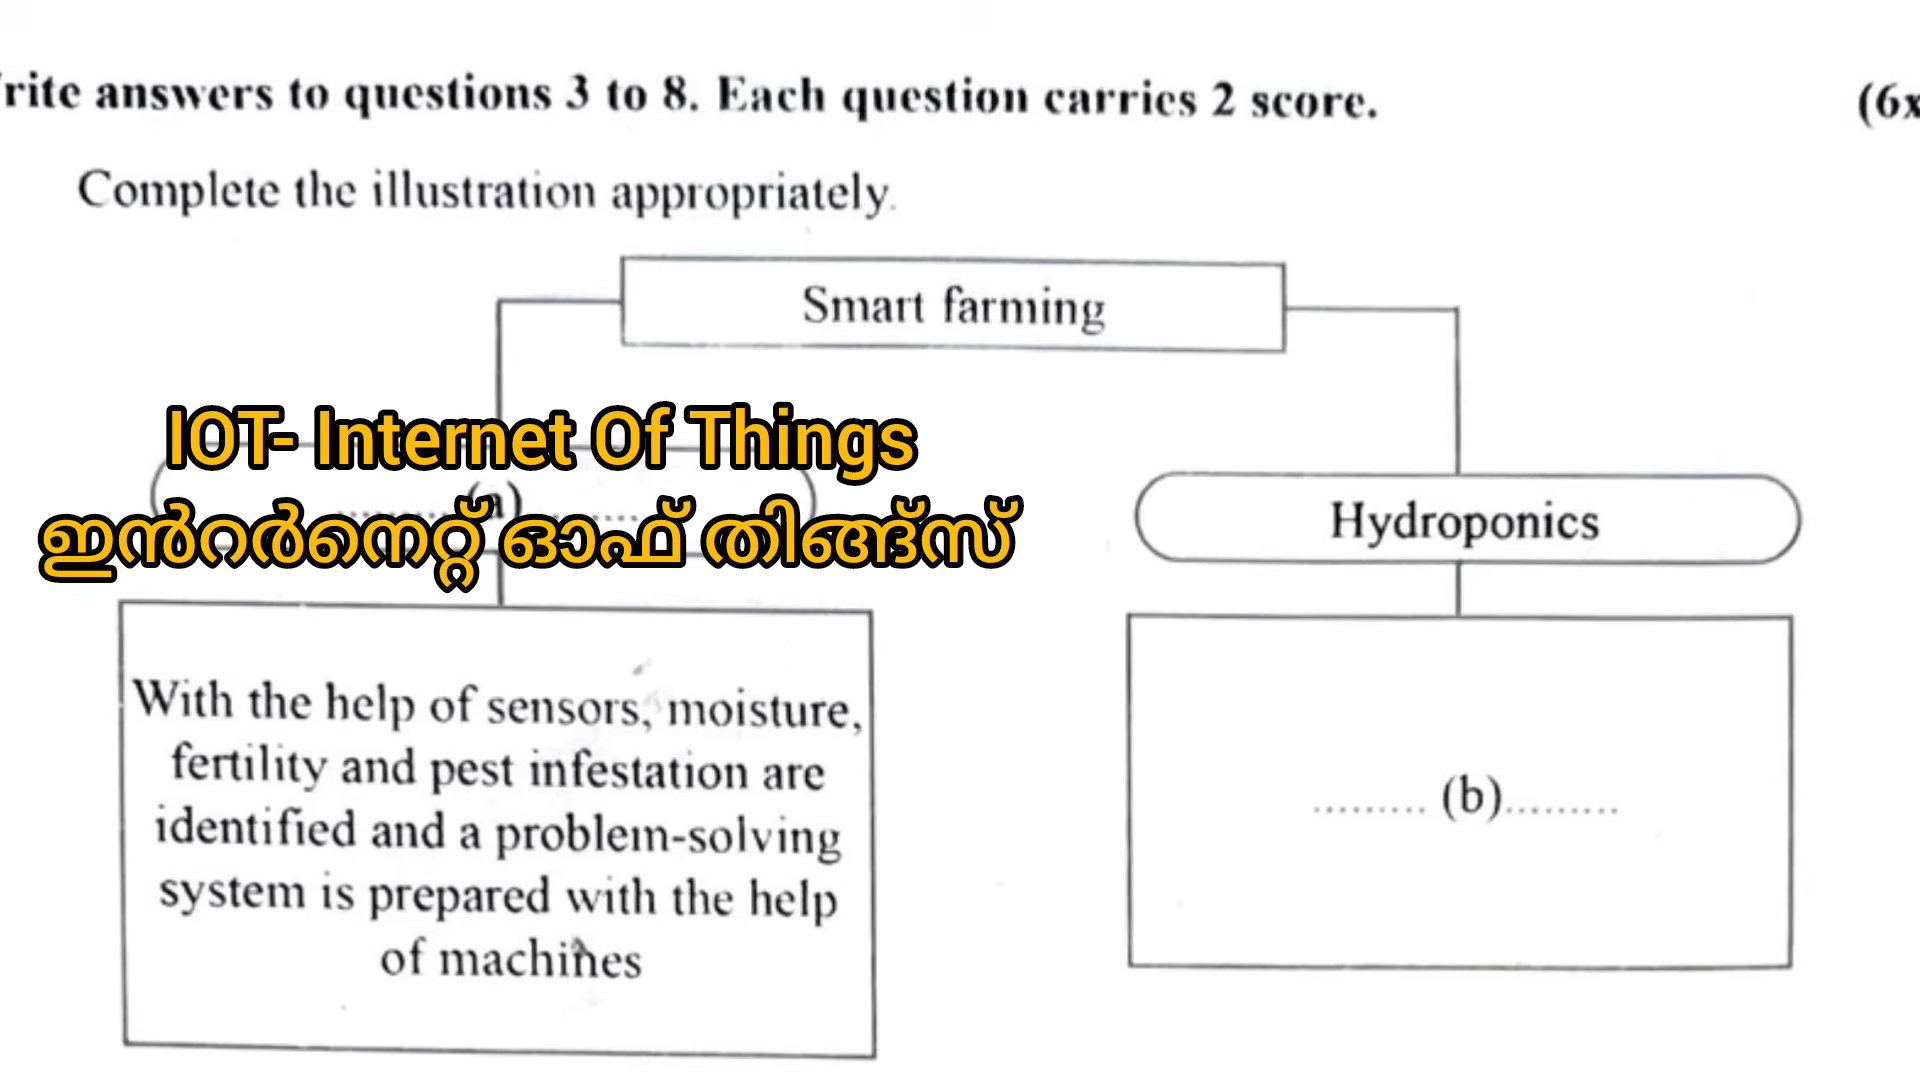 rite answers to questions 3 to 8. Each question carries 2 score. (6x
Complete the illustration appropriately.
Smart farming
IOT- Internet Of Things
(a)
ഇൻറർനെറ്റ് ഓഫ് തിങ്ങ്സ്
Hydroponics
With the help of sensors, moisture,
fertility and pest infestation are
identified and a problem-solving
system is prepared with the help
of machines
......... (b).........